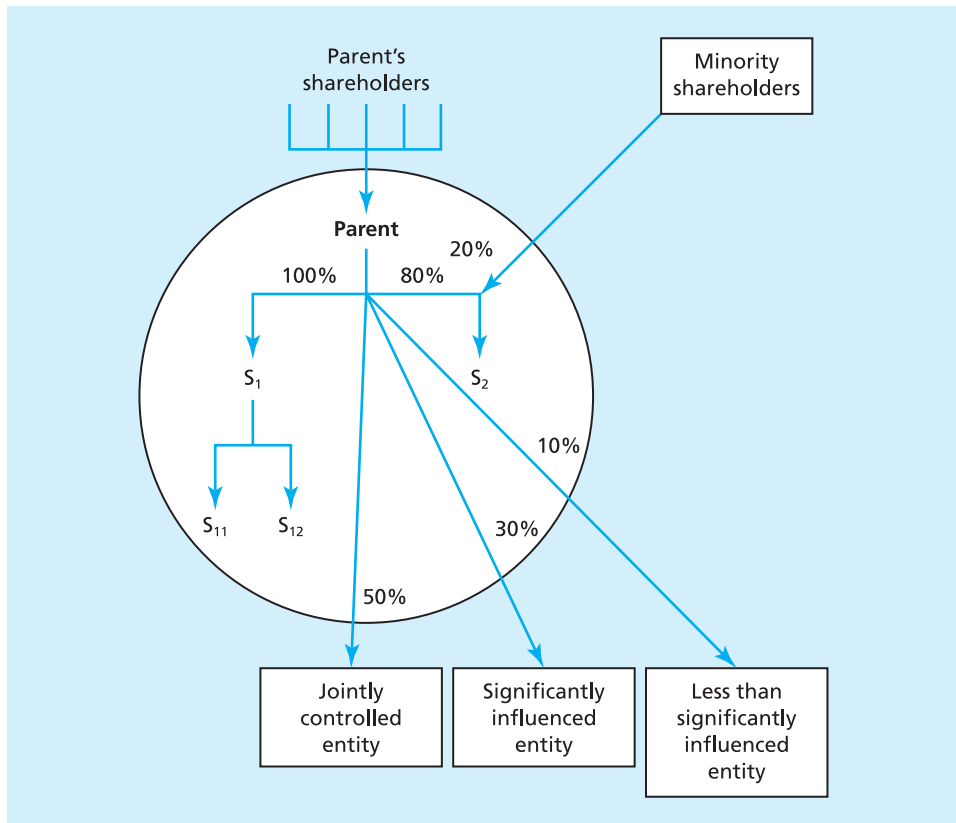 Parent's
shareholders
Minority
shareholders
Parent
20%
100%
80%
S₁
S₂
10%
S₁₁
S₁₂
30%
50%
Jointly
controlled
entity
Significantly
influenced
entity
Less than
significantly
influenced
entity